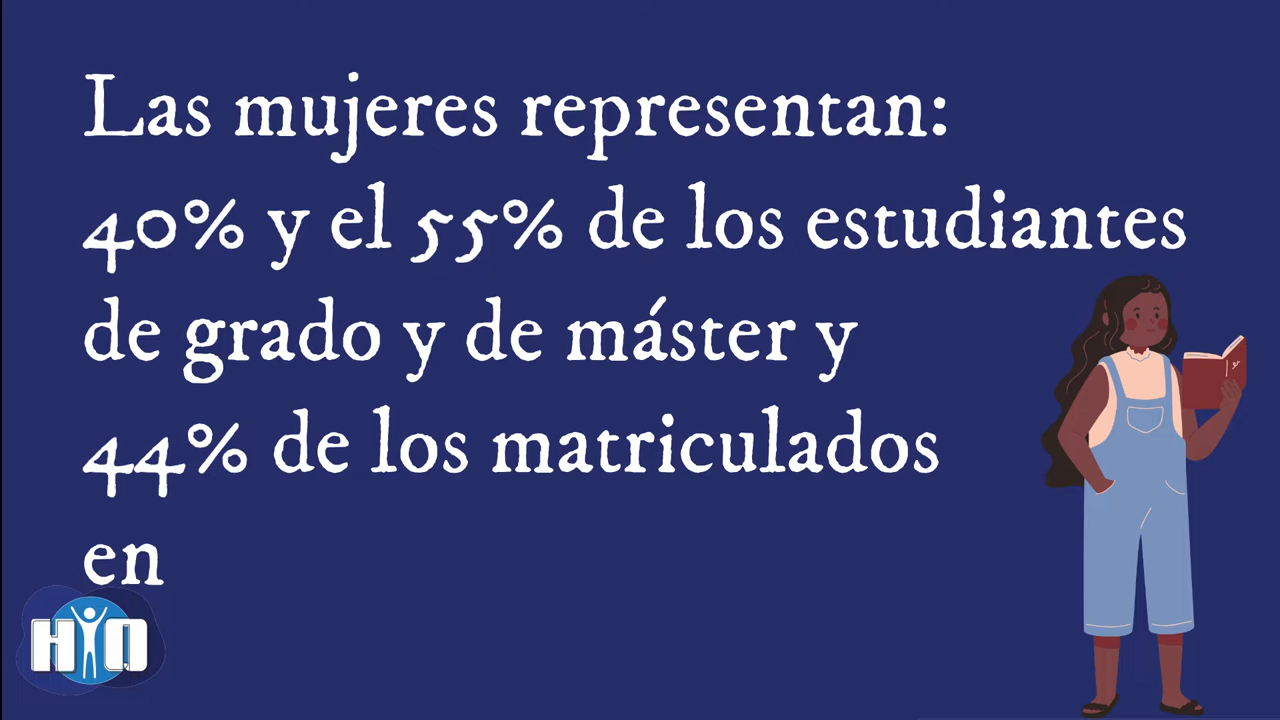 Las mujeres representan:
40% y el 55% de los estudiantes
de grado y de máster y
44% de los matriculados
en